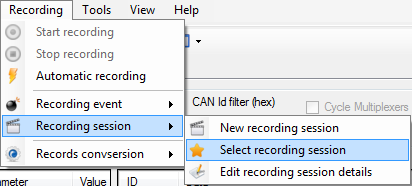 Recording Tools View Help
Start recording
Stop recording
Automatic recording
Recording event
CAN Id filter (hex) Cycle Multiplexers
Recording session
New recording session
Select recording session
Records convsersion
Edit recording session details
Value ID